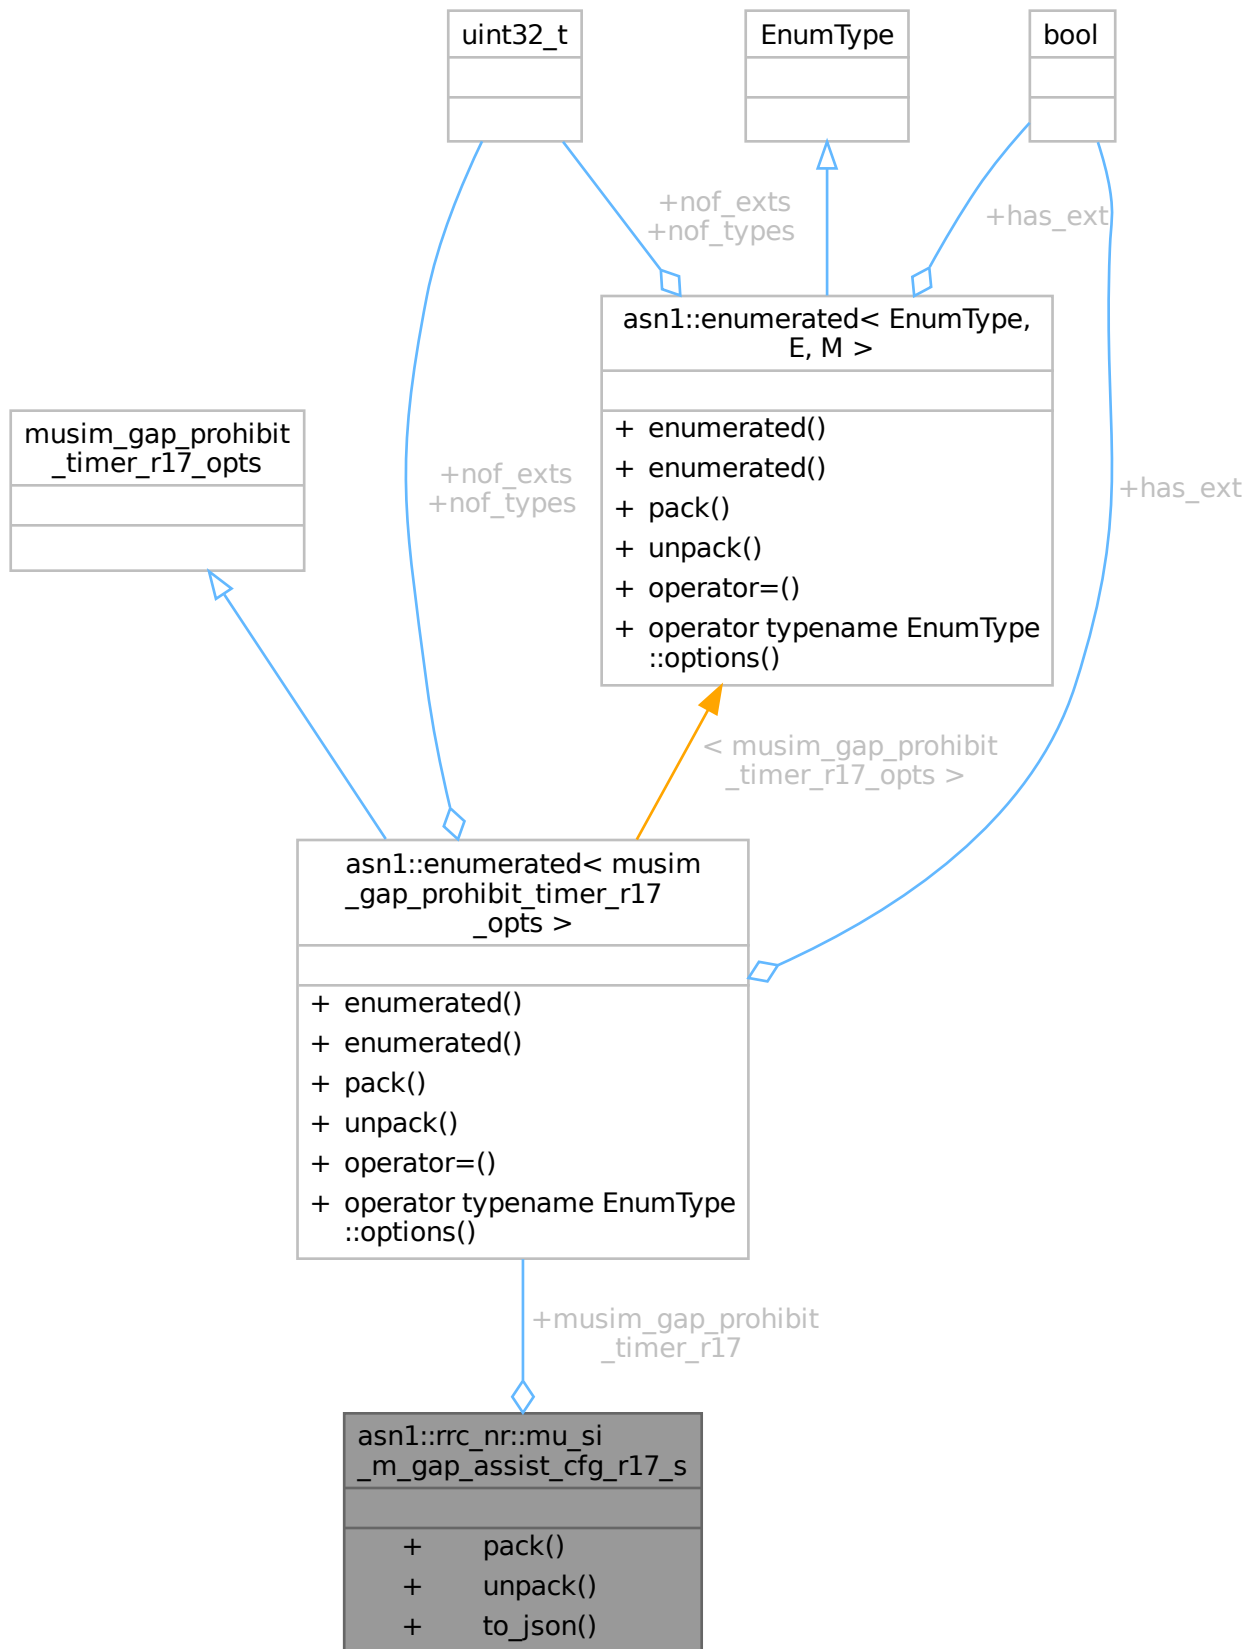 uint32_t
EnumType
bool
+nof_exts
+nof_types
+has_ext
asn1::enumerated< EnumType,
E, M >
+ enumerated()
+ enumerated()
+ pack()
+ unpack()
+ operator=()
+ operator typename EnumType
::options()
musim_gap_prohibit
_timer_r17_opts
+nof_exts
+nof_types
+has_ext
< musim_gap_prohibit
_timer_r17_opts >
asn1::enumerated< musim
_gap_prohibit_timer_r17
_opts >
+ enumerated()
+ enumerated()
+ pack()
+ unpack()
+ operator=()
+ operator typename EnumType
::options()
+musim_gap_prohibit
_timer_r17
asn1::rrc_nr::mu_si
_m_gap_assist_cfg_r17_s
+ pack()
+ unpack()
+ to_json()